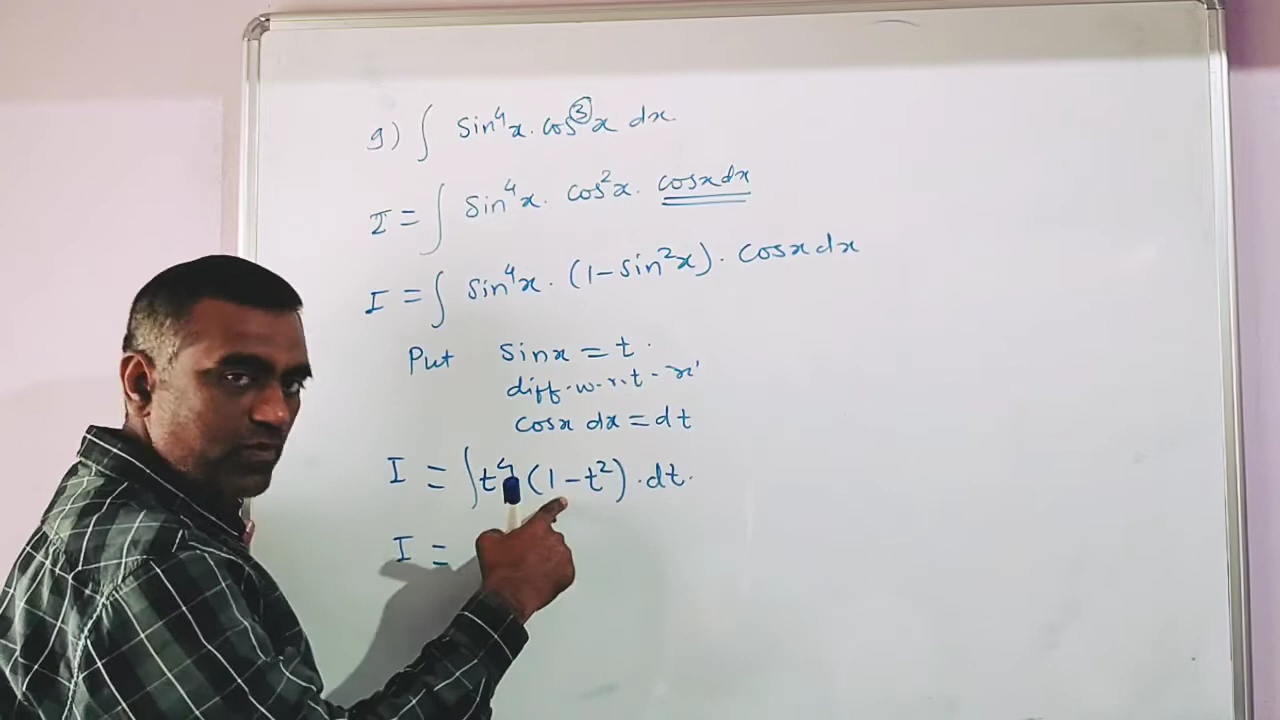 9) ∫ sin⁴x. cos³x dx.
I = ∫ sin⁴x. cos²x. cosx dx
I = ∫ sin⁴x. (1-sin²x). cosx dx
Put sinx = t.
diff.w.r.t-x'
cosx dx = dt
I = ∫t⁴ (1-t²).dt.
I =